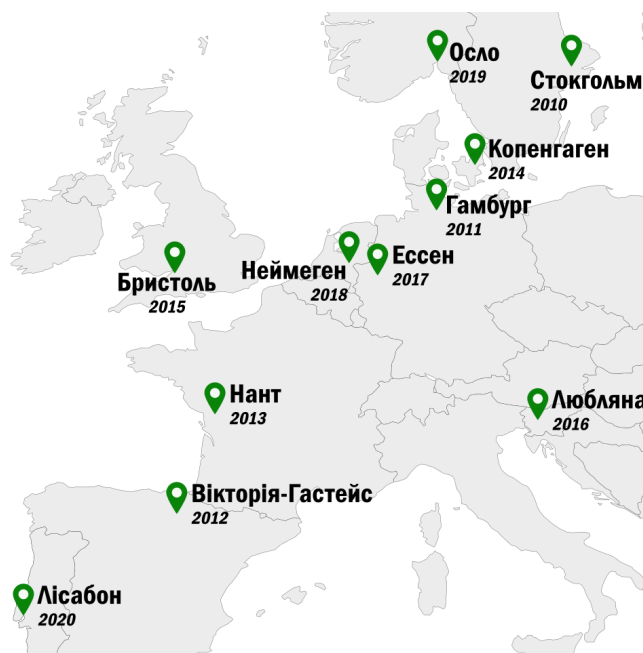 Осло
2019
Стокгольм
2010
Копенгаген
2014
Гамбург
2011
Ессен
2017
Неймеген
2018
Бристоль
2015
Нант
2013
Любляна
2016
Вікторія-Гастейс
2012
Лісабон
2020